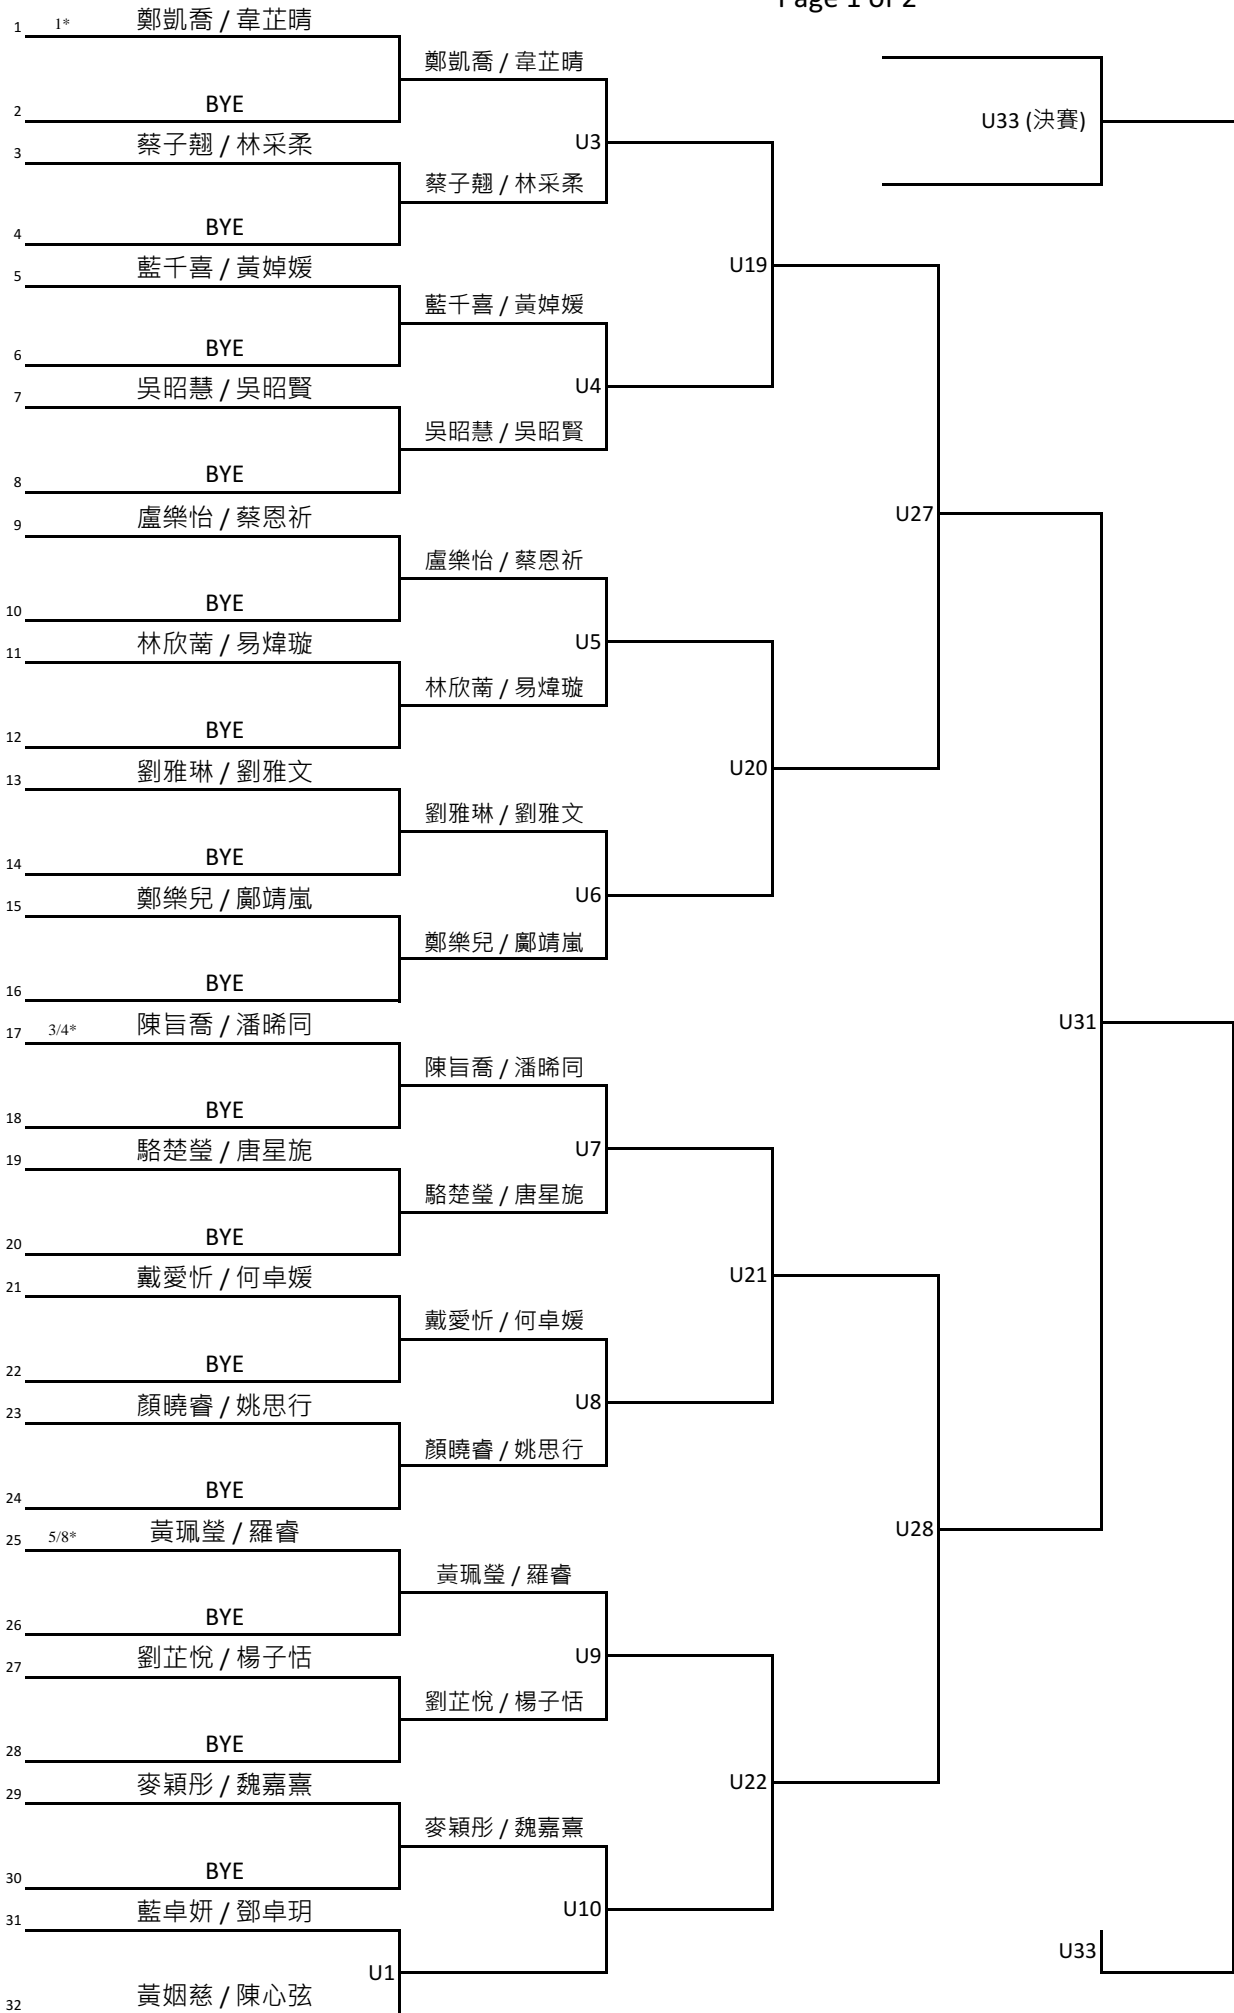 Page 1 of 2
1 1* 鄭凱喬 / 韋芷晴
鄭凱喬 / 韋芷晴
2 BYE
U33 (決賽)
3 蔡子翹 / 林采柔
U3
蔡子翹 / 林采柔
4 BYE
U19
5 藍千喜 / 黃婥媛
藍千喜 / 黃婥媛
6 BYE
7 吳昭慧 / 吳昭賢
U4
吳昭慧 / 吳昭賢
8 BYE
9 盧樂怡 / 蔡恩祈
U27
盧樂怡 / 蔡恩祈
10 BYE
11 林欣蕳 / 易煒璇
U5
林欣蕳 / 易煒璇
12 BYE
13 劉雅琳 / 劉雅文
U20
劉雅琳 / 劉雅文
14 BYE
15 鄭樂兒 / 鄺靖嵐
U6
鄭樂兒 / 鄺靖嵐
16 BYE
17 3/4* 陳旨喬 / 潘晞同
U31
陳旨喬 / 潘晞同
18 BYE
19 駱楚瑩 / 唐星旎
U7
駱楚瑩 / 唐星旎
20 BYE
21 戴愛忻 / 何卓媛
U21
戴愛忻 / 何卓媛
22 BYE
23 顏曉睿 / 姚思行
U8
顏曉睿 / 姚思行
24 BYE
25 5/8* 黃珮瑩 / 羅睿
U28
黃珮瑩 / 羅睿
26 BYE
27 劉芷悅 / 楊子恬
U9
劉芷悅 / 楊子恬
28 BYE
29 麥穎彤 / 魏嘉熹
U22
麥穎彤 / 魏嘉熹
30 BYE
31 藍卓妍 / 鄧卓玥
U10
U33
U1
32 黃姻慈 / 陳心弦